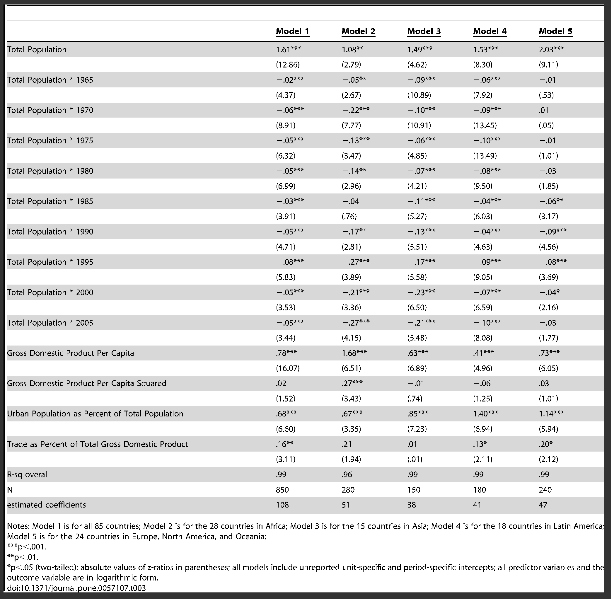 Model 1 Model 2 Model 3 Model 4 Model 5
Total Population 1.61*** 1.08** 1.49*** 1.53*** 2.03***
(12.86) (2.79) (4.62) (8.30) (9.11)
Total Population * 1965 −.02*** −.05** −.09*** −.06*** −.01
(4.37) (2.67) (10.89) (7.92) (.53)
Total Population * 1970 −.06*** −.22*** −.10*** −.09*** .01
(8.91) (7.77) (10.91) (13.45) (.05)
Total Population * 1975 −.05*** −.13*** −.06*** −.10*** −.01
(6.32) (3.47) (4.85) (13.49) (1.01)
Total Population * 1980 −.05*** −.14** −.07*** −.08*** −.03
(6.99) (2.96) (4.21) (9.50) (1.85)
Total Population * 1985 −.03*** −.04 −.11*** −.04*** −.06**
(3.91) (.76) (5.27) (6.03) (3.17)
Total Population * 1990 −.05*** −.17** −.13*** −.04*** −.09***
(4.71) (2.81) (5.51) (4.63) (4.56)
Total Population * 1995 .08*** .27*** .17*** .09*** .08***
(5.83) (3.89) (5.58) (9.05) (3.69)
Total Population * 2000 −.05*** −.21*** −.23*** −.07*** −.04*
(3.53) (3.36) (6.50) (6.59) (2.16)
Total Population * 2005 −.05*** −.27*** −.21*** −.10*** −.03
(3.44) (4.15) (5.48) (8.08) (1.77)
Gross Domestic Product Per Capita .78*** 1.68*** .63*** .41*** .73***
(16.07) (6.51) (6.89) (4.96) (6.05)
Gross Domestic Product Per Capita Squared .02 .27*** −.01 −.06 .03
(1.52) (3.43) (.74) (1.23) (1.01)
Urban Population as Percent of Total Population .68*** .67*** .85*** 1.40*** 1.14***
(6.60) (3.35) (7.23) (6.94) (5.94)
Trade as Percent of Total Gross Domestic Product .16** .21 .01 .13* .20*
(3.11) (1.94) (.01) (2.11) (2.12)
R-sq overal .99 .96 .99 .99 .99
N 850 280 150 180 240
estimated coefficients 108 51 38 41 47
Notes: Model 1 is for all 85 countries; Model 2 is for the 28 countries in Africa; Model 3 is for the 15 countries in Asia; Model 4 is for the 18 countries in Latin America;
Model 5 is for the 24 countries in Europe, North America, and Oceania;
***p<.001.
**p<.01.
*p<.05 (two-tailed); absolute values of z-ratios in parentheses; all models include unreported unit-specific and period-specific intercepts; all predictor variables and the
outcome variable are in logarithmic form.
doi:10.1371/journal.pone.0057107.t003